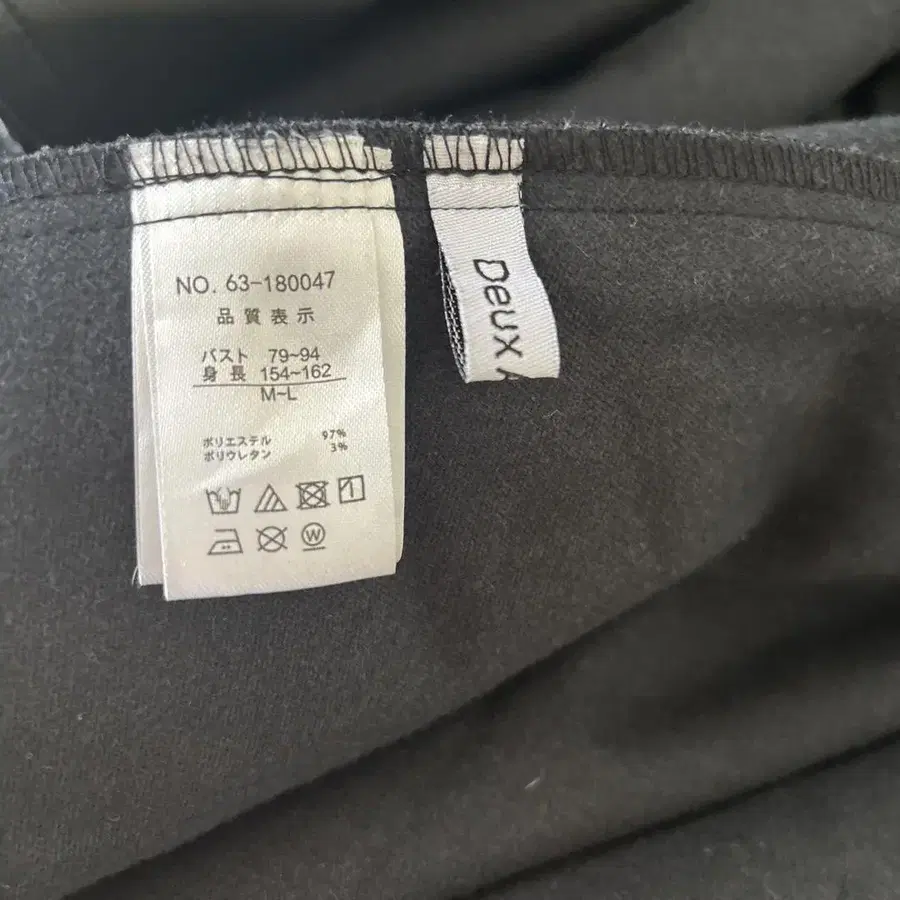 NO. 63-180047
品質表示
バスト 79~94
身長 154~162
M~L
ポリエステル 97%
ポリウレタン 3%
W
Deux A